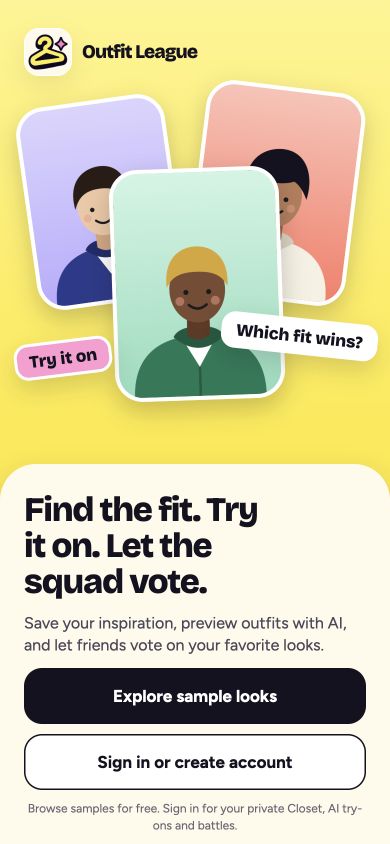 Outfit League
Which fit wins?
Try it on
Find the fit. Try
it on. Let the
squad vote.
Save your inspiration, preview outfits with AI,
and let friends vote on your favorite looks.
Explore sample looks
Sign in or create account
Browse samples for free. Sign in for your private Closet, AI try-
ons and battles.